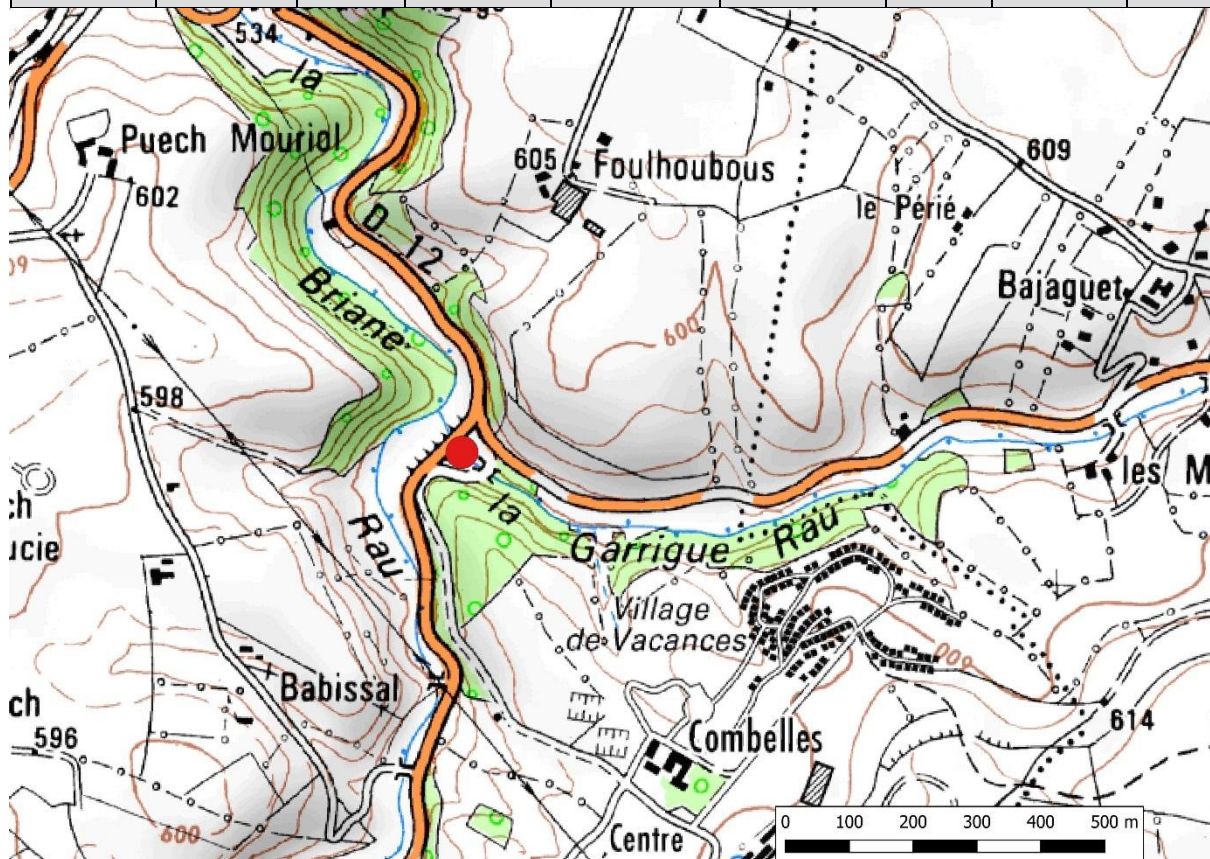 534
la
Puech Mouriol
602
605
Foulhoubous
609
le Périé
D. 12
Briane
Bajaguet
600
598
la
les M
Rau
Garrigue Rau
ch
ucie
Village
de Vacances
600
Babissal
ch
596
Combelles
614
600
Centre
0 100 200 300 400 500 m